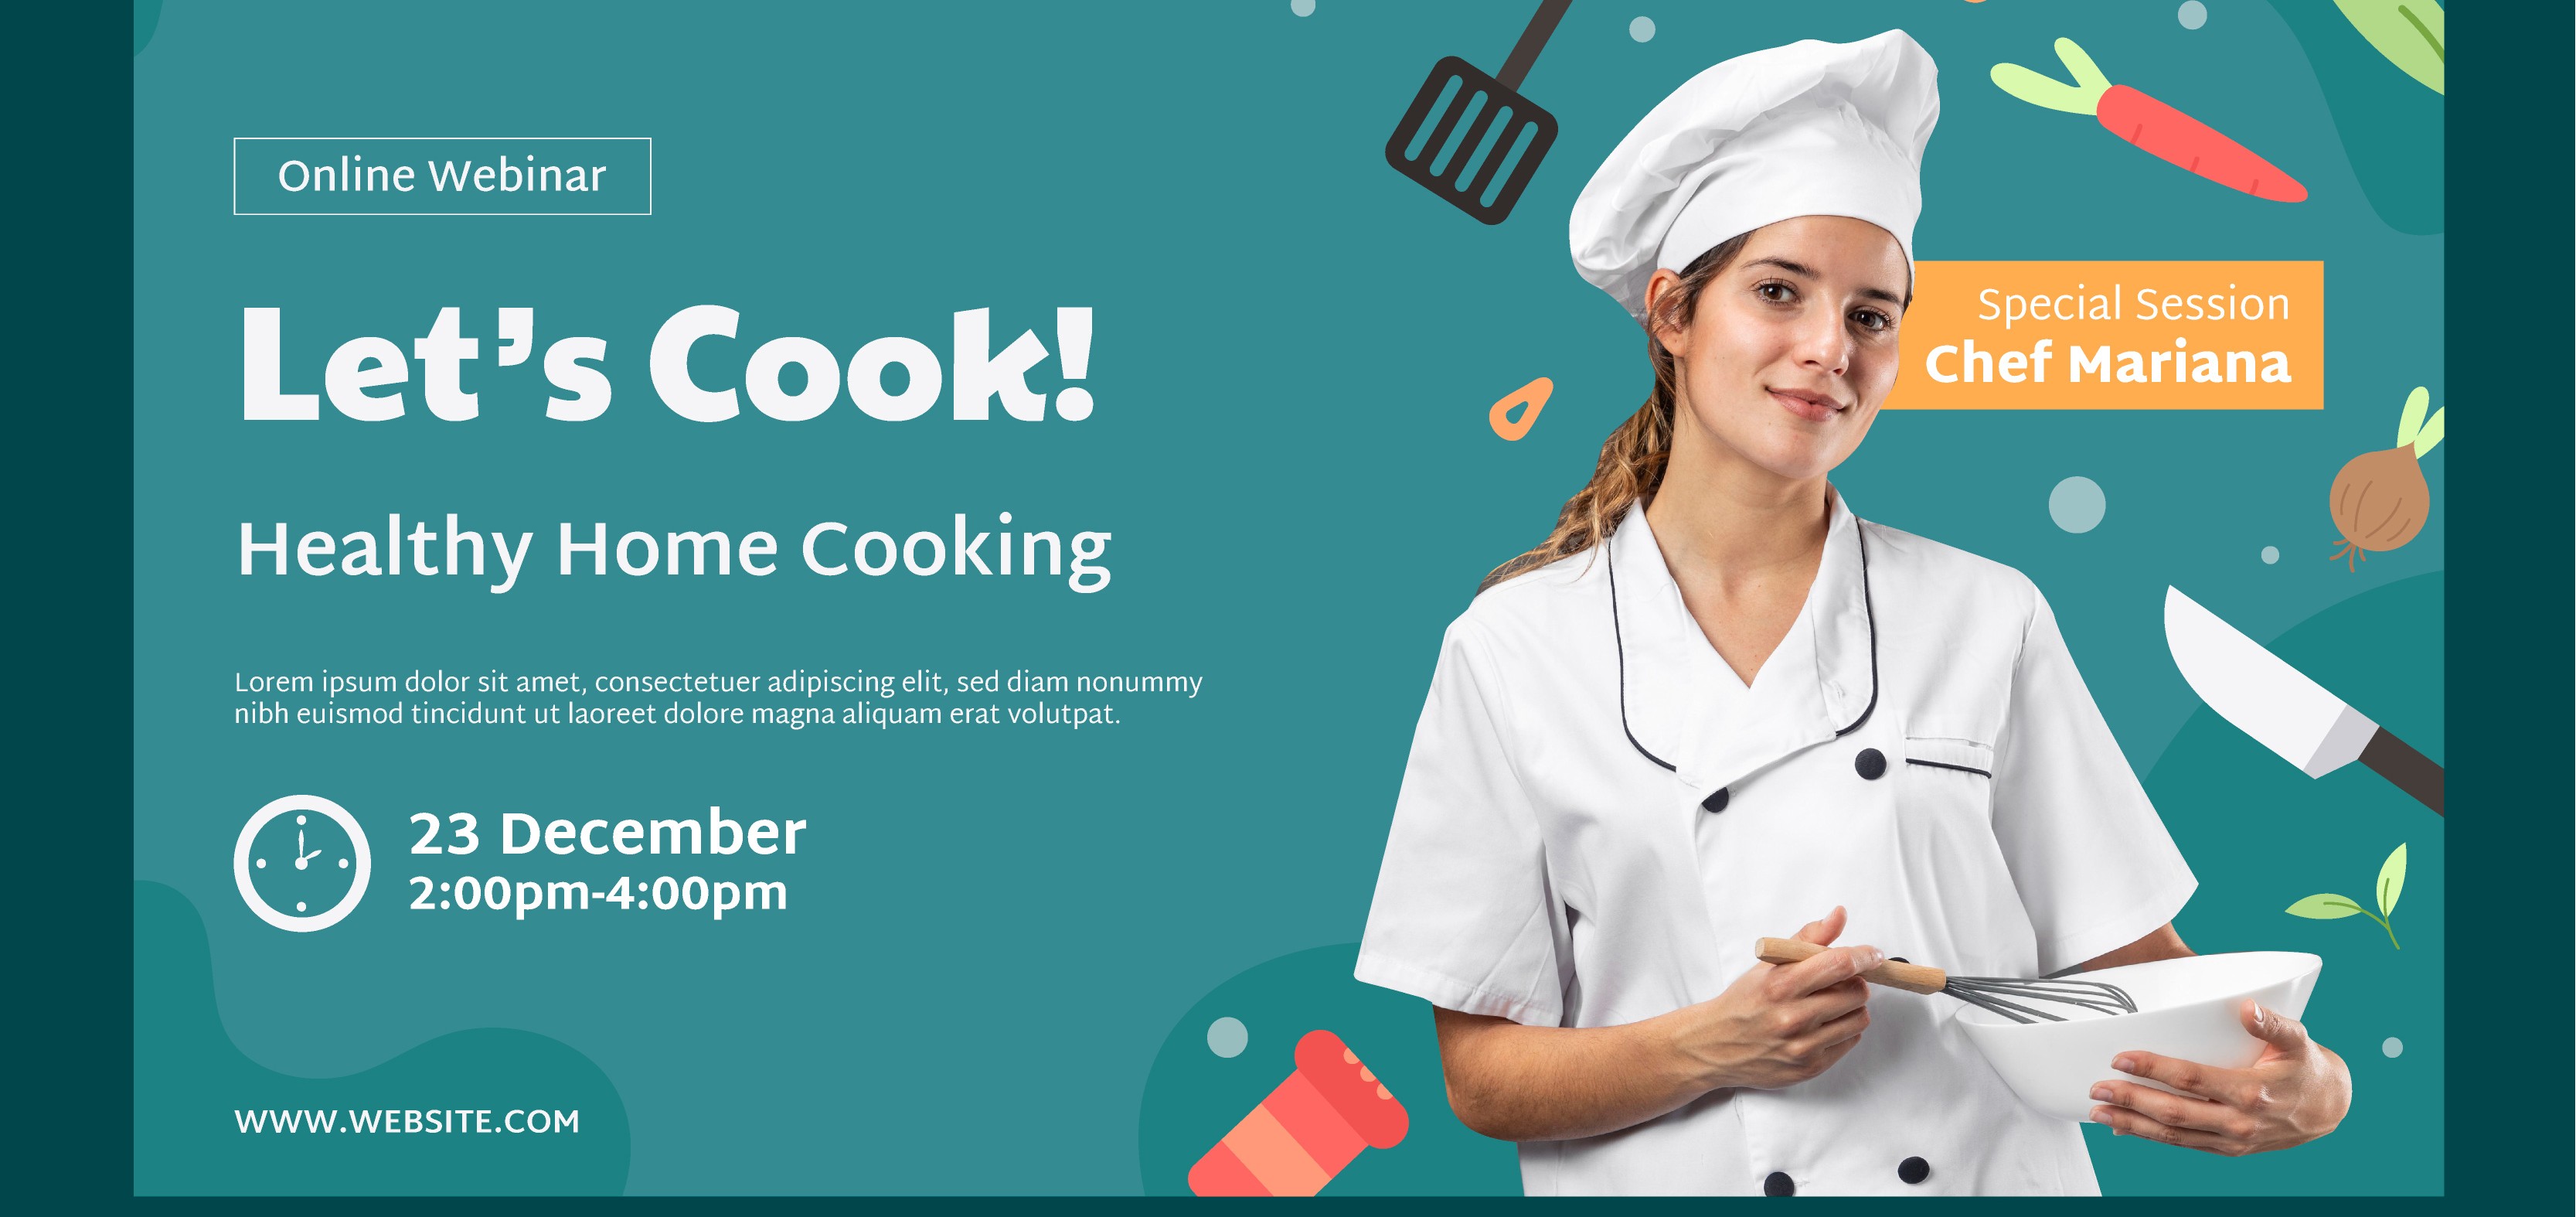 Online Webinar
Let's Cook!
Healthy Home Cooking
Lorem ipsum dolor sit amet, consectetuer adipiscing elit, sed diam nonummy
nibh euismod tincidunt ut laoreet dolore magna aliquam erat volutpat.
23 December
2:00pm-4:00pm
WWW.WEBSITE.COM
Special Session
Chef Mariana